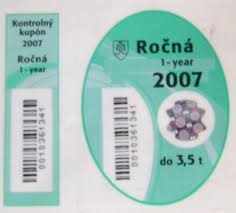 Kontrolný
kupón
2007
Ročná
1 - year
0010361341
Ročná
1 - year
2007
0010361341
do 3,5 t